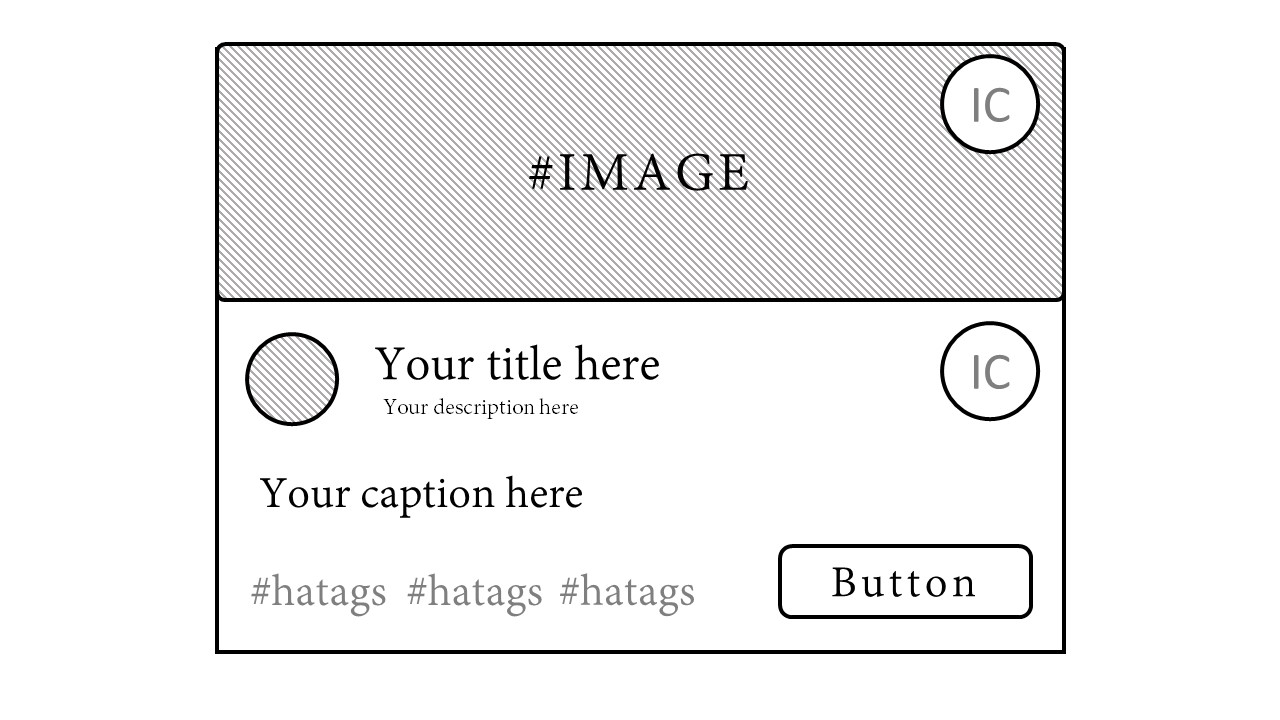 IC
#IMAGE
Your title here
IC
Your description here
Your caption here
#hatags #hatags #hatags
Button